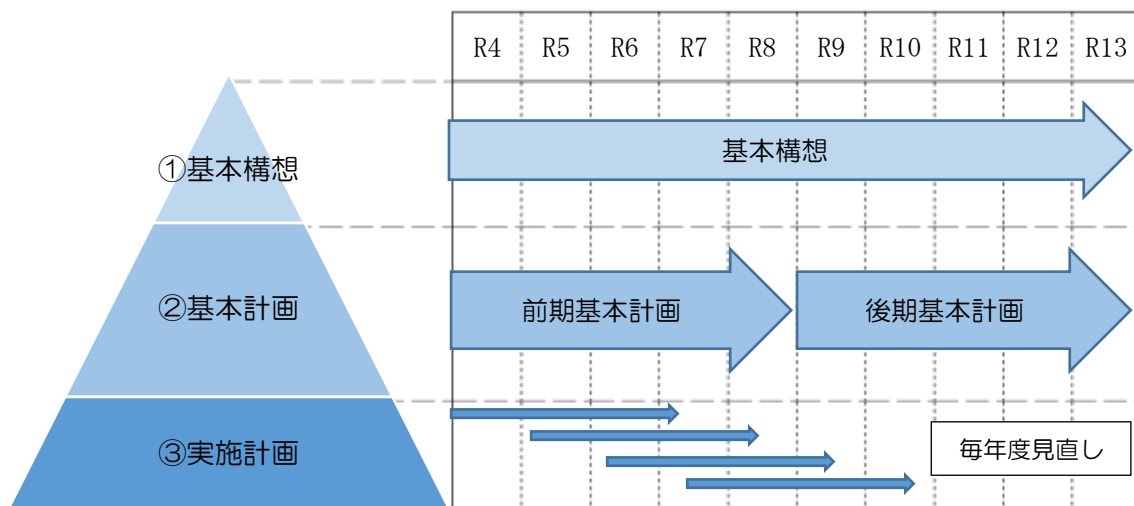 R4 R5 R6 R7 R8 R9 R10 R11 R12 R13
①基本構想
基本構想
②基本計画
前期基本計画
後期基本計画
③実施計画
毎年度見直し